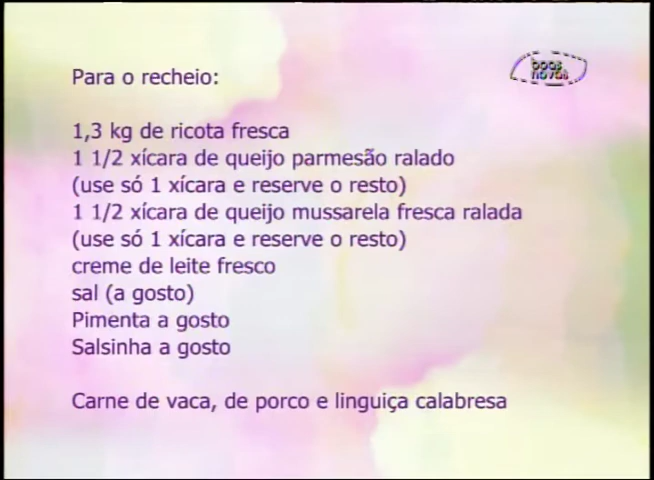 boas
novas
Para o recheio:
1,3 kg de ricota fresca
1 1/2 xícara de queijo parmesão ralado
(use só 1 xícara e reserve o resto)
1 1/2 xícara de queijo mussarela fresca ralada
(use só 1 xícara e reserve o resto)
creme de leite fresco
sal (a gosto)
Pimenta a gosto
Salsinha a gosto
Carne de vaca, de porco e linguiça calabresa